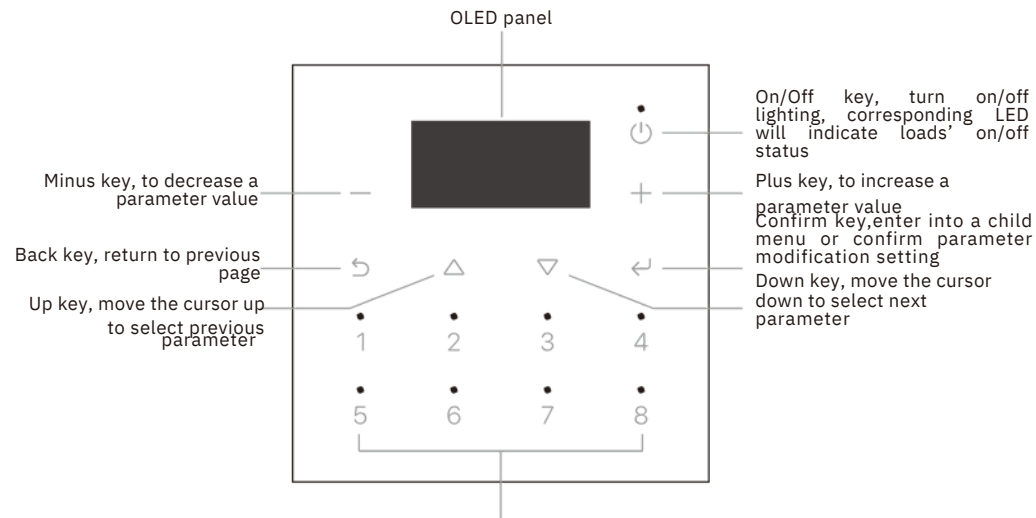 OLED panel
On/Off key, turn on/off
lighting, corresponding LED
will indicate loads' on/off
status
Minus key, to decrease a
parameter value
Plus key, to increase a
parameter value
Confirm key,enter into a child
menu or confirm parameter
modification setting
Back key, return to previous
page
Down key, move the cursor
down to select next
parameter
Up key, move the cursor up
to select previous
parameter
1 2 3 4
5 6 7 8